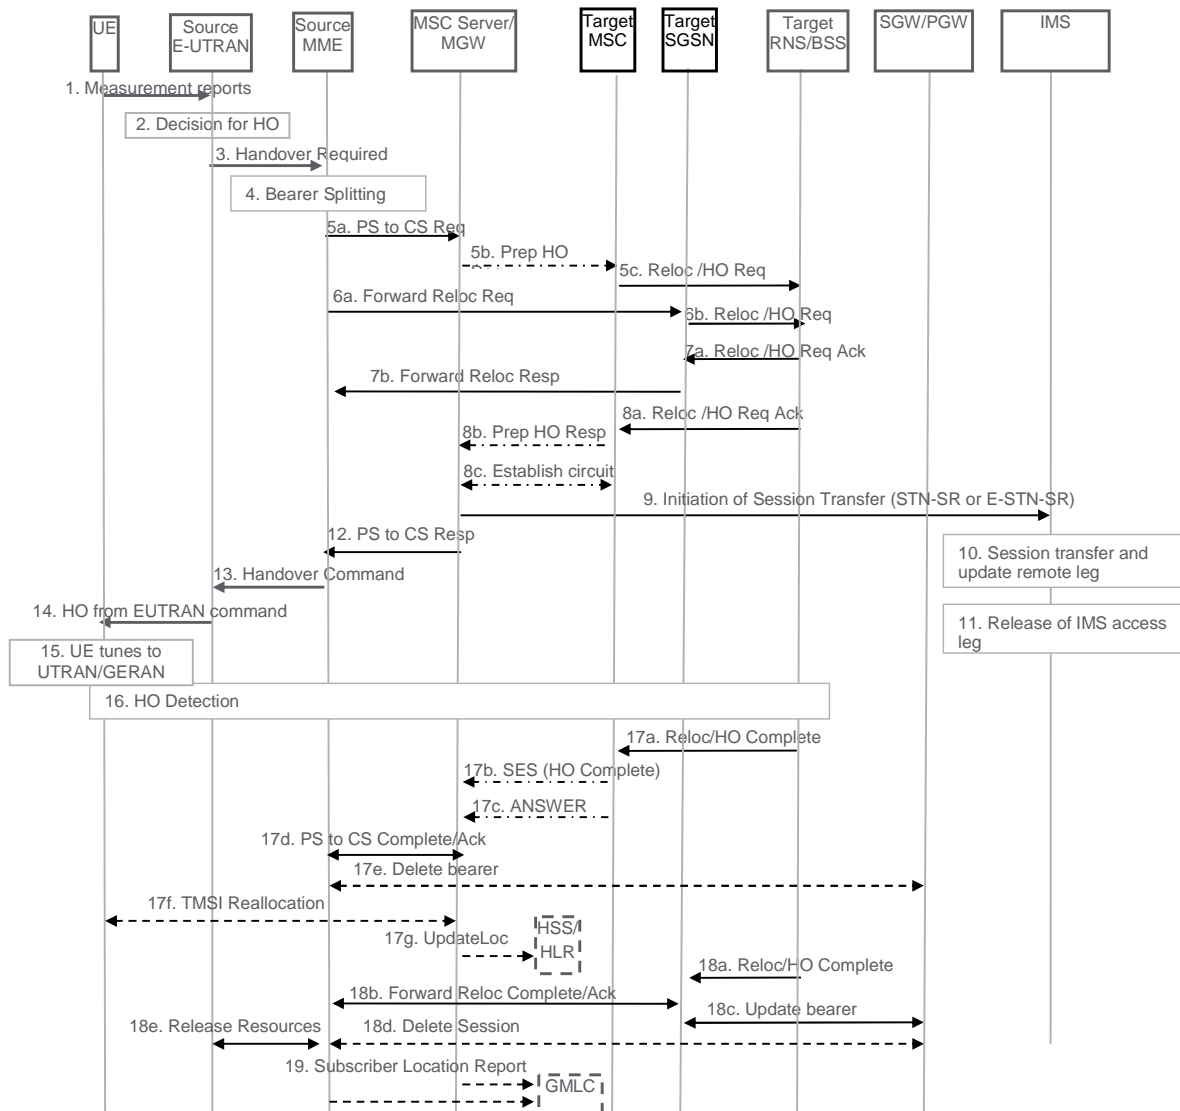 UE
Source
E-UTRAN
Source
MME
MSC Server/
MGW
Target
MSC
Target
SGSN
Target
RNS/BSS
SGW/PGW
IMS
1. Measurement reports
2. Decision for HO
3. Handover Required
4. Bearer Splitting
5a. PS to CS Req
5b. Prep HO
5c. Reloc /HO Req
6a. Forward Reloc Req
6b. Reloc /HO Req
7a. Reloc /HO Req Ack
7b. Forward Reloc Resp
8a. Reloc /HO Req Ack
8b. Prep HO Resp
8c. Establish circuit
9. Initiation of Session Transfer (STN-SR or E-STN-SR)
12. PS to CS Resp
10. Session transfer and
update remote leg
13. Handover Command
14. HO from EUTRAN command
11. Release of IMS access
leg
15. UE tunes to
UTRAN/GERAN
16. HO Detection
17a. Reloc/HO Complete
17b. SES (HO Complete)
17c. ANSWER
17d. PS to CS Complete/Ack
17e. Delete bearer
17f. TMSI Reallocation
17g. UpdateLoc
HSS/
HLR
18a. Reloc/HO Complete
18b. Forward Reloc Complete/Ack
18c. Update bearer
18e. Release Resources
18d. Delete Session
19. Subscriber Location Report
GMLC